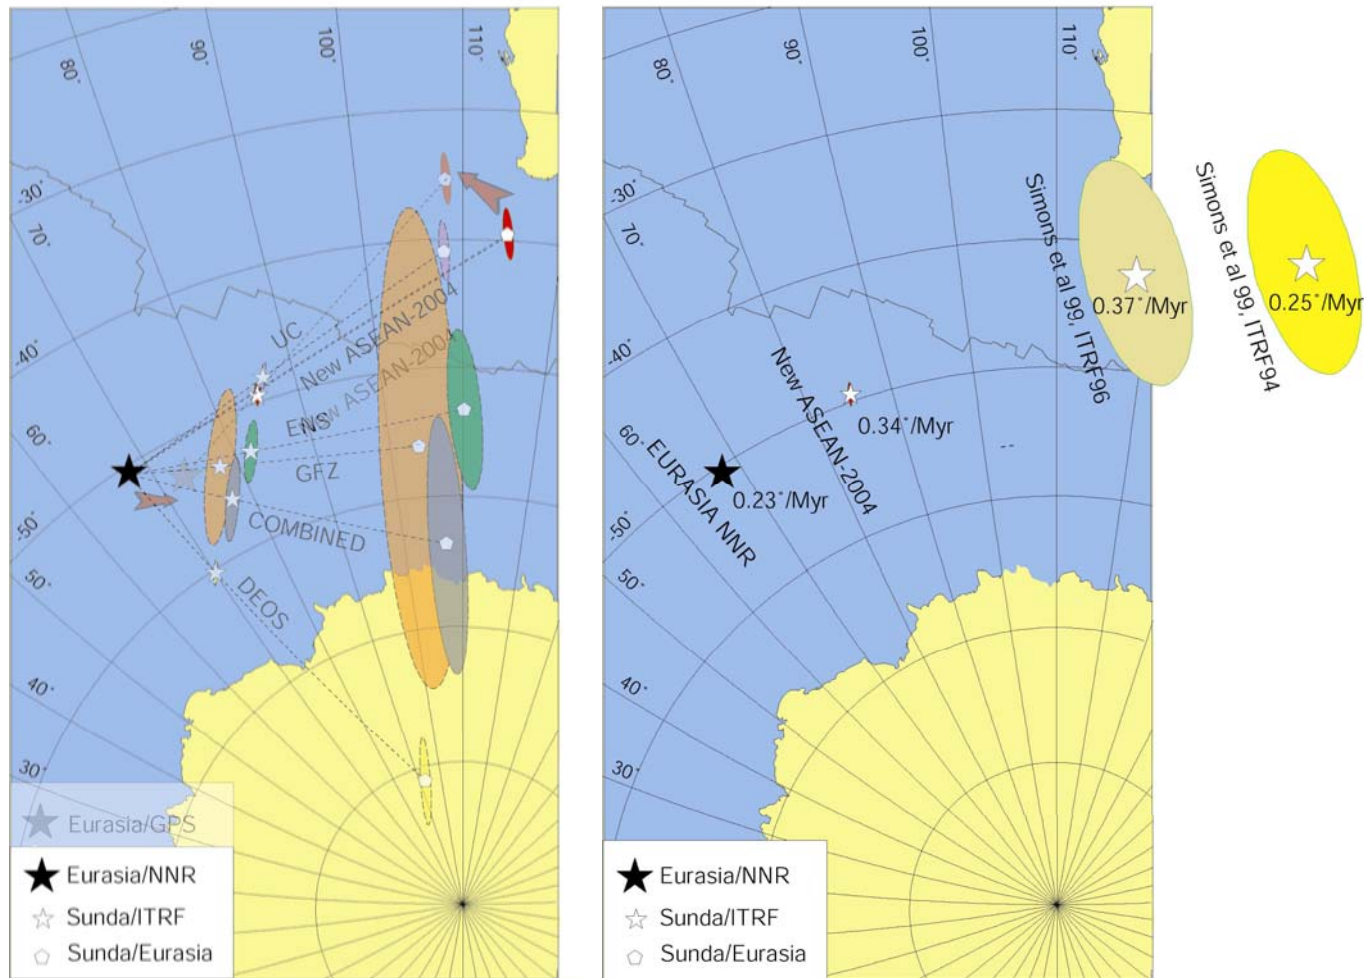 80°
90°
100°
110°
-30°
70°
UC
New ASEAN-2004
New ASEAN-2004
-40°
ENS
60°
GFZ
COMBINED
-50°
50°
DEOS
40°
30°
Eurasia/GPS
Eurasia/NNR
Sunda/ITRF
Sunda/Eurasia
80°
90°
100°
110°
-30°
70°
Simons et al 99, ITRF96
0.37°/Myr
Simons et al 99, ITRF94
0.25°/Myr
-40°
New ASEAN-2004
0.34°/Myr
60°
EURASIA NNR
0.23°/Myr
-50°
50°
40°
30°
Eurasia/NNR
Sunda/ITRF
Sunda/Eurasia